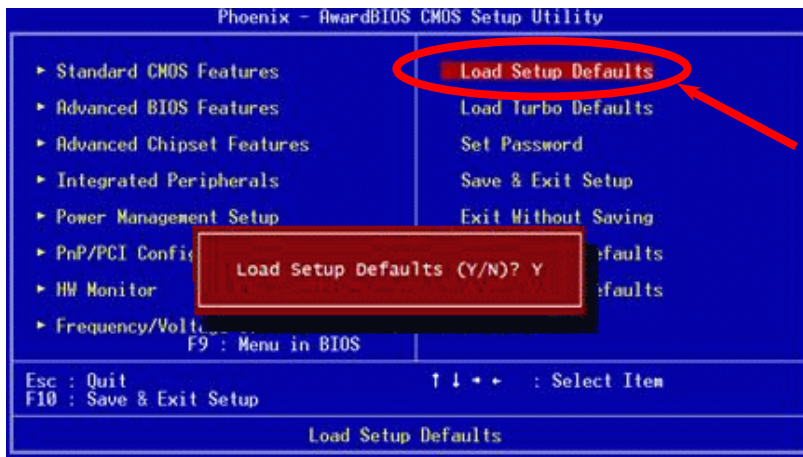 Phoenix - AwardBIOS CMOS Setup Utility
► Standard CMOS Features
► Advanced BIOS Features
► Advanced Chipset Features
► Integrated Peripherals
► Power Management Setup
► PnP/PCI Config
► HW Monitor
► Frequency/Volt
Load Setup Defaults
Load Turbo Defaults
Set Password
Save & Exit Setup
Exit Without Saving
efaults
efaults
Load Setup Defaults (Y/N)? Y
F9 : Menu in BIOS
Esc : Quit
F10 : Save & Exit Setup
↑ ↓ → ← : Select Item
Load Setup Defaults